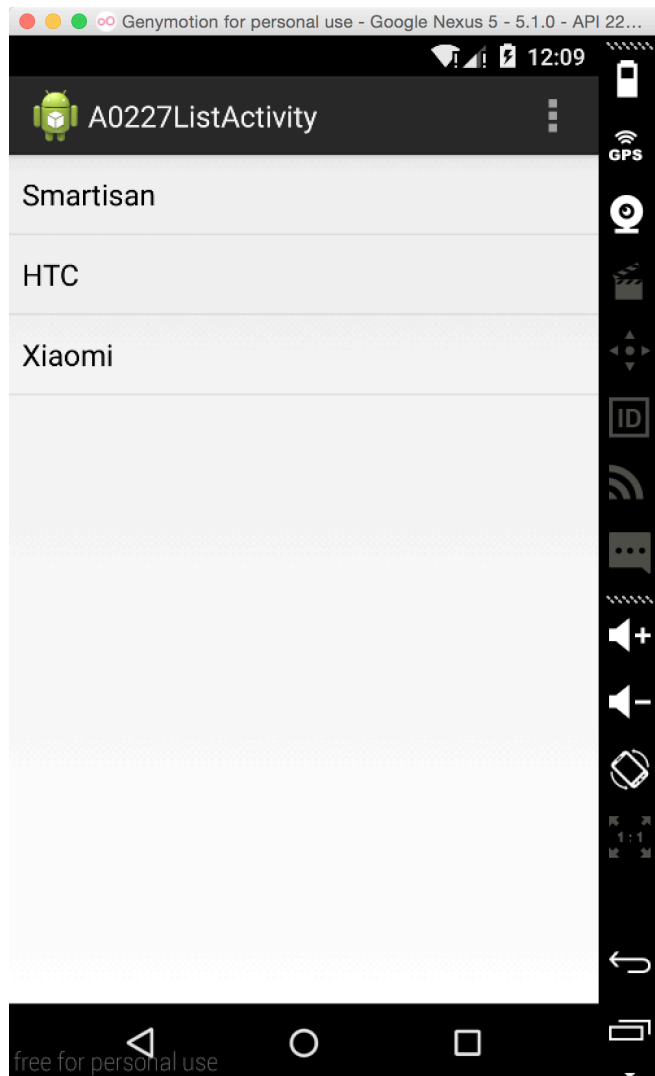 Genymotion for personal use - Google Nexus 5 - 5.1.0 - API 22...
12:09
A0227ListActivity
GPS
Smartisan
HTC
Xiaomi
ID
1:1
free for personal use